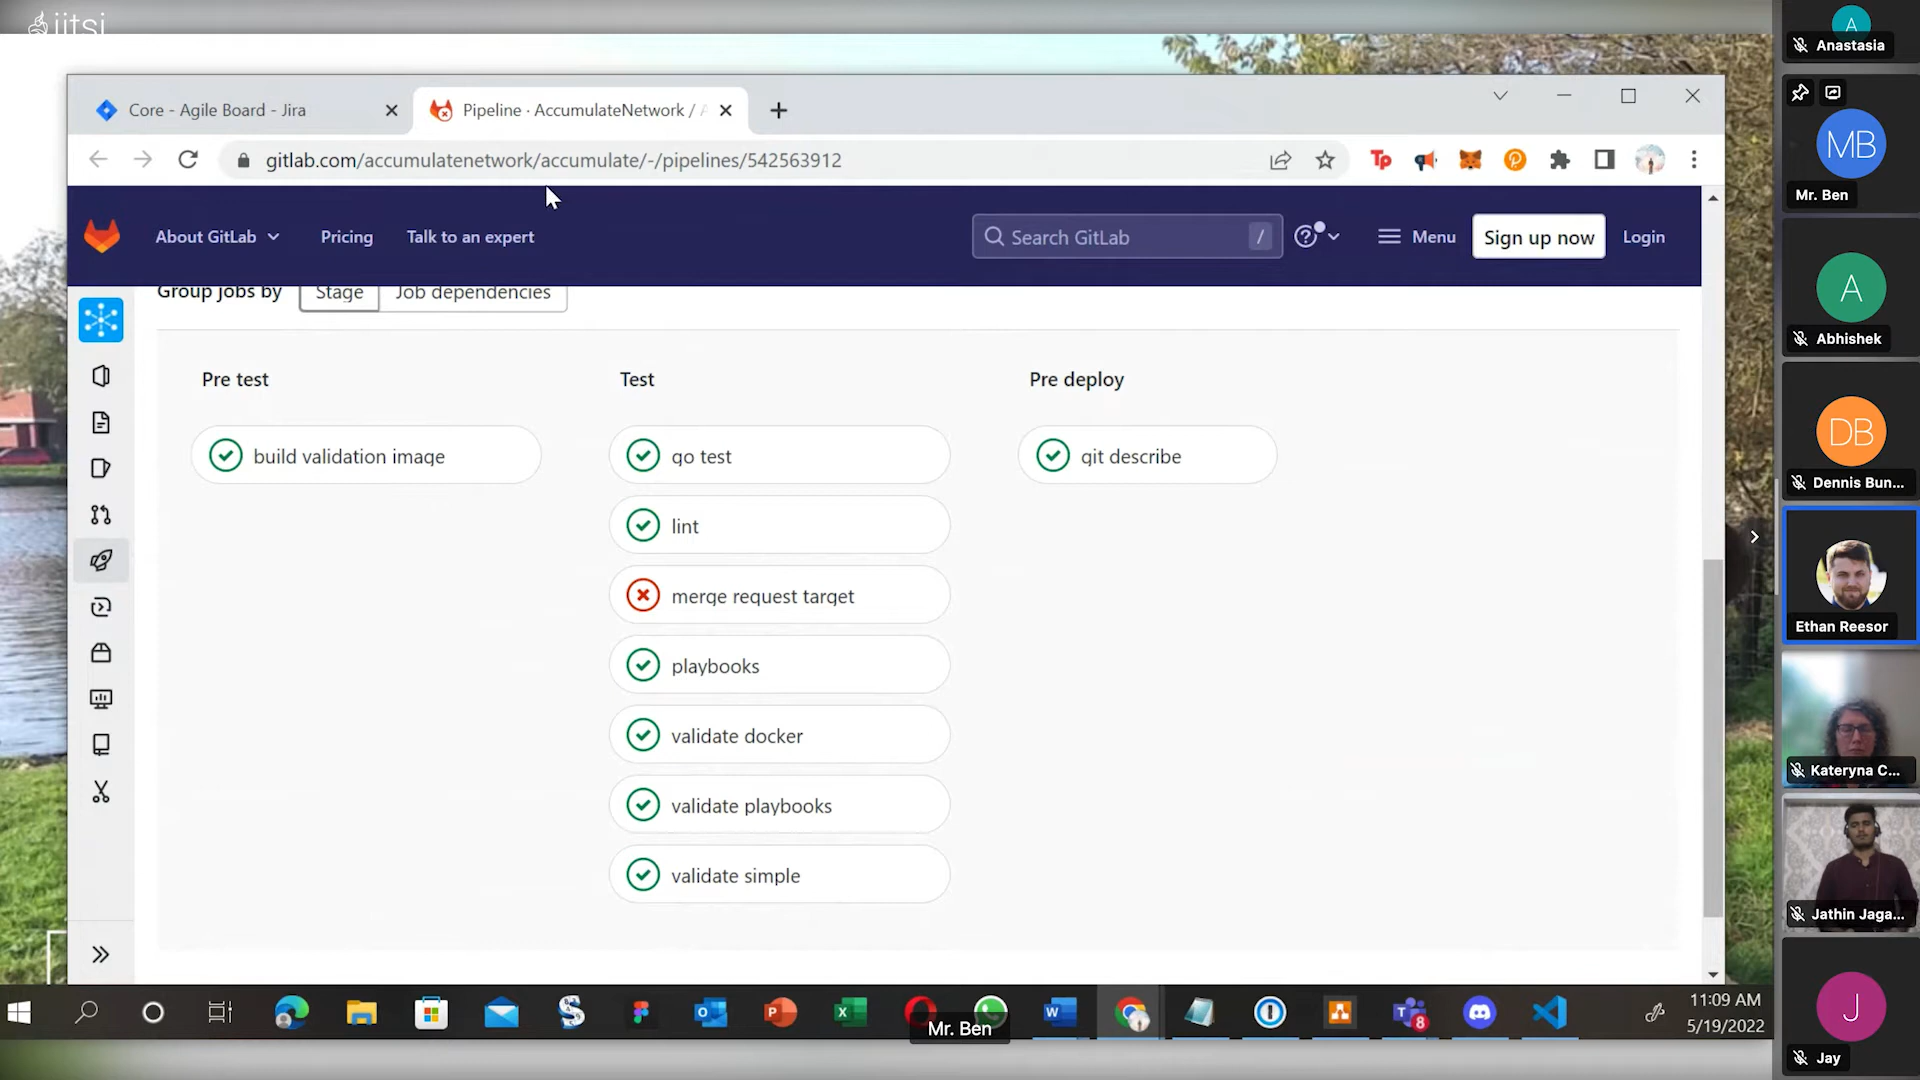 jitsi
Core - Agile Board - Jira
Pipeline · AccumulateNetwork / A
gitlab.com/accumulatenetwork/accumulate/-/pipelines/542563912
About GitLab
Pricing
Talk to an expert
Search GitLab
/
Menu
Sign up now
Login
Group jobs by
Stage
Job dependencies
Pre test
Test
Pre deploy
build validation image
go test
git describe
lint
merge request target
playbooks
validate docker
validate playbooks
validate simple
Tp
8
11:09 AM
5/19/2022
Mr. Ben
A
Anastasia
MB
Mr. Ben
A
Abhishek
DB
Dennis Bun...
Ethan Reesor
Kateryna C...
Jathin Jaga...
J
Jay